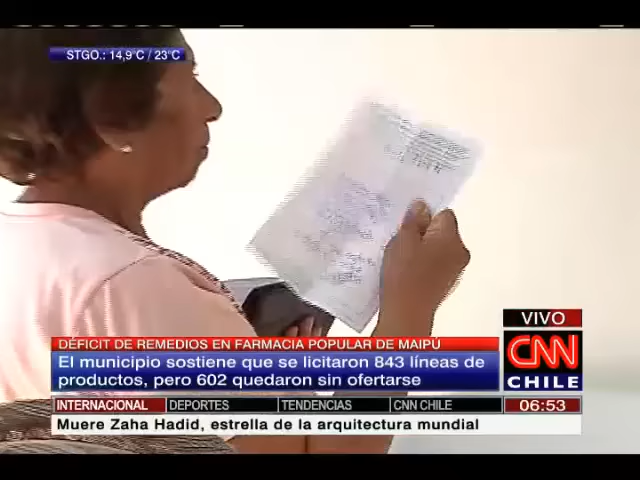 STGO.: 14,9°C / 23°C
DÉFICIT DE REMEDIOS EN FARMACIA POPULAR DE MAIPÚ
El municipio sostiene que se licitaron 843 líneas de
productos, pero 602 quedaron sin ofertarse
VIVO
CNN
CHILE
INTERNACIONAL DEPORTES TENDENCIAS CNN CHILE 06:53
Muere Zaha Hadid, estrella de la arquitectura mundial